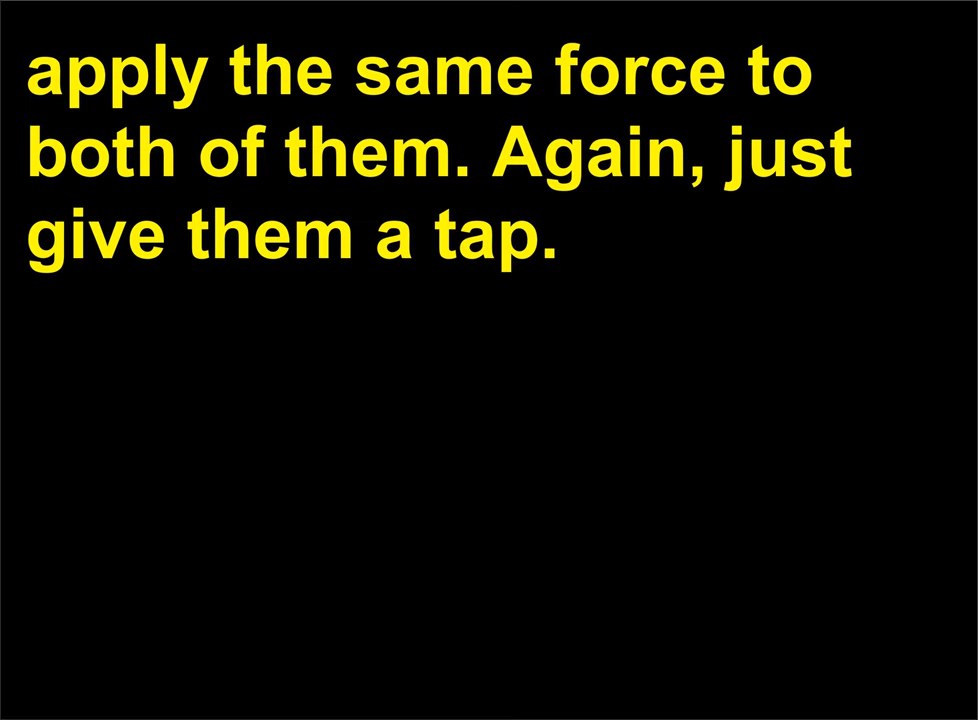 apply the same force to
both of them. Again, just
give them a tap.